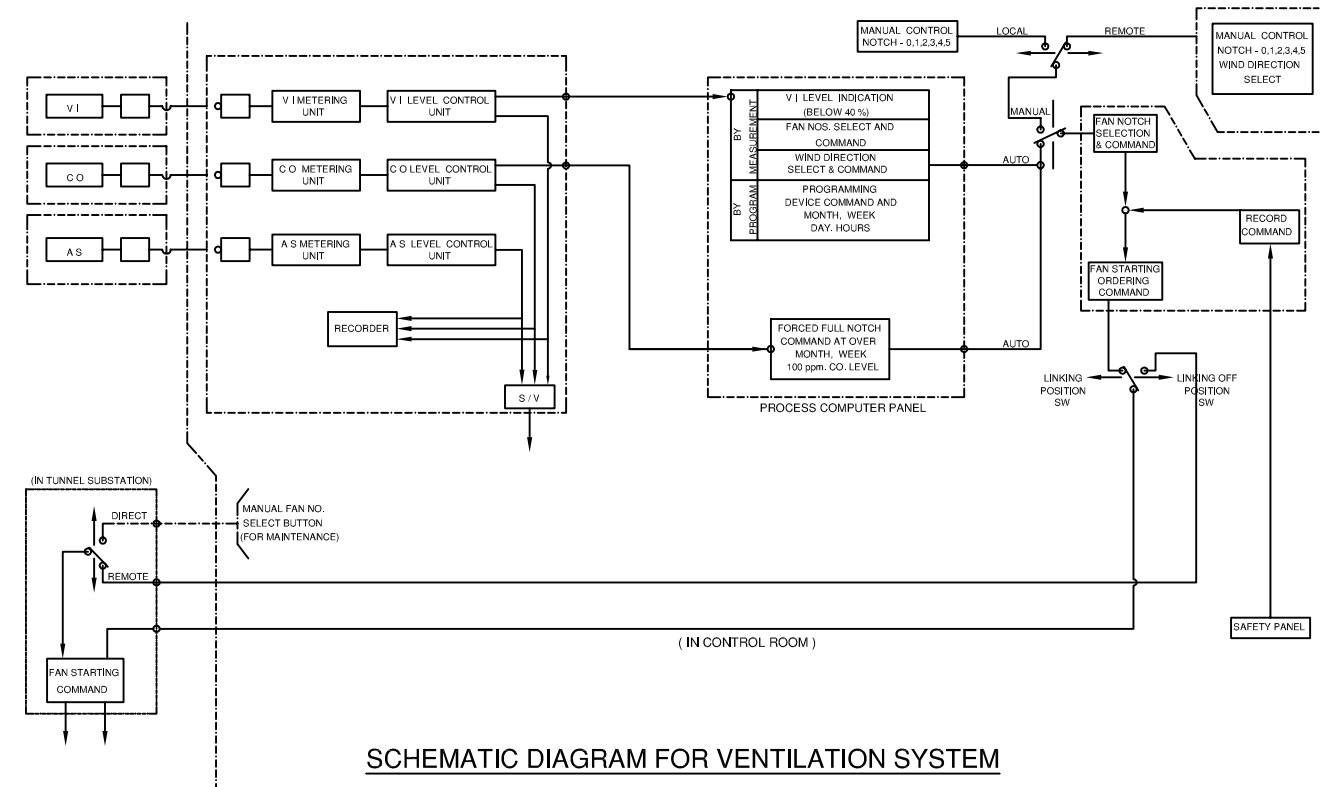 MANUAL CONTROL
NOTCH - 0,1,2,3,4,5
LOCAL
REMOTE
MANUAL CONTROL
NOTCH - 0,1,2,3,4,5
WIND DIRECTION
SELECT
V I
V I METERING
UNIT
V I LEVEL CONTROL
UNIT
C O
C O METERING
UNIT
C O LEVEL CONTROL
UNIT
A S
A S METERING
UNIT
A S LEVEL CONTROL
UNIT
RECORDER
S / V
BY
MEASUREMENT
V I LEVEL INDICATION
(BELOW 40 %)
FAN NOS. SELECT AND
COMMAND
WIND DIRECTION
SELECT & COMMAND
BY
PROGRAM
PROGRAMMING
DEVICE COMMAND AND
MONTH, WEEK
DAY. HOURS
FORCED FULL NOTCH
COMMAND AT OVER
MONTH, WEEK
100 ppm. CO. LEVEL
PROCESS COMPUTER PANEL
MANUAL
AUTO
AUTO
FAN NOTCH
SELECTION
& COMMAND
RECORD
COMMAND
FAN STARTING
ORDERING
COMMAND
LINKING
POSITION
SW
LINKING OFF
POSITION
SW
SAFETY PANEL
(IN TUNNEL SUBSTATION)
DIRECT
REMOTE
MANUAL FAN NO.
SELECT BUTTON
(FOR MAINTENANCE)
FAN STARTING
COMMAND
( IN CONTROL ROOM )
SCHEMATIC DIAGRAM FOR VENTILATION SYSTEM